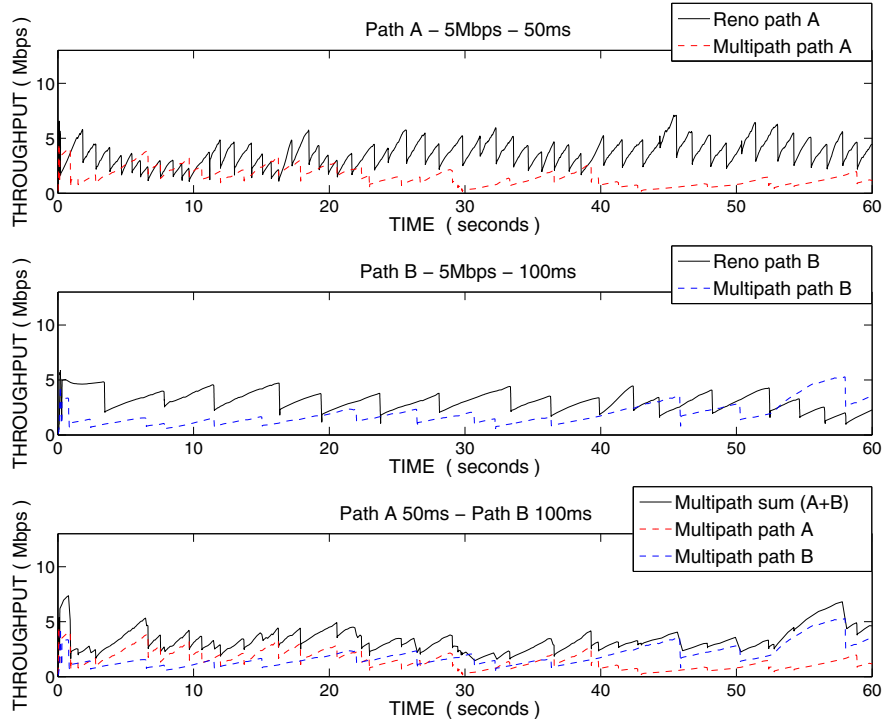 Path A – 5Mbps – 50ms
Reno path A
Multipath path A
THROUGHPUT ( Mbps )
10
5
0
0 10 20 30 40 50 60
TIME ( seconds )
Path B – 5Mbps – 100ms
Reno path B
Multipath path B
THROUGHPUT ( Mbps )
10
5
0
0 10 20 30 40 50 60
TIME ( seconds )
Path A 50ms – Path B 100ms
Multipath sum (A+B)
Multipath path A
Multipath path B
THROUGHPUT ( Mbps )
10
5
0
0 10 20 30 40 50 60
TIME ( seconds )